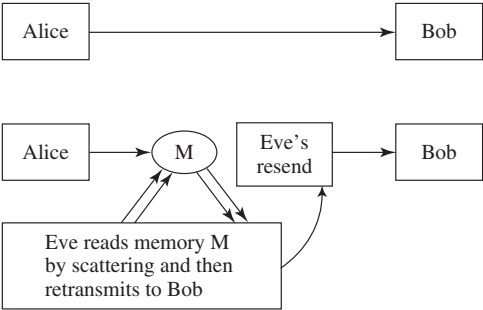 Alice
Bob
Alice
M
Eve's
resend
Bob
Eve reads memory M
by scattering and then
retransmits to Bob